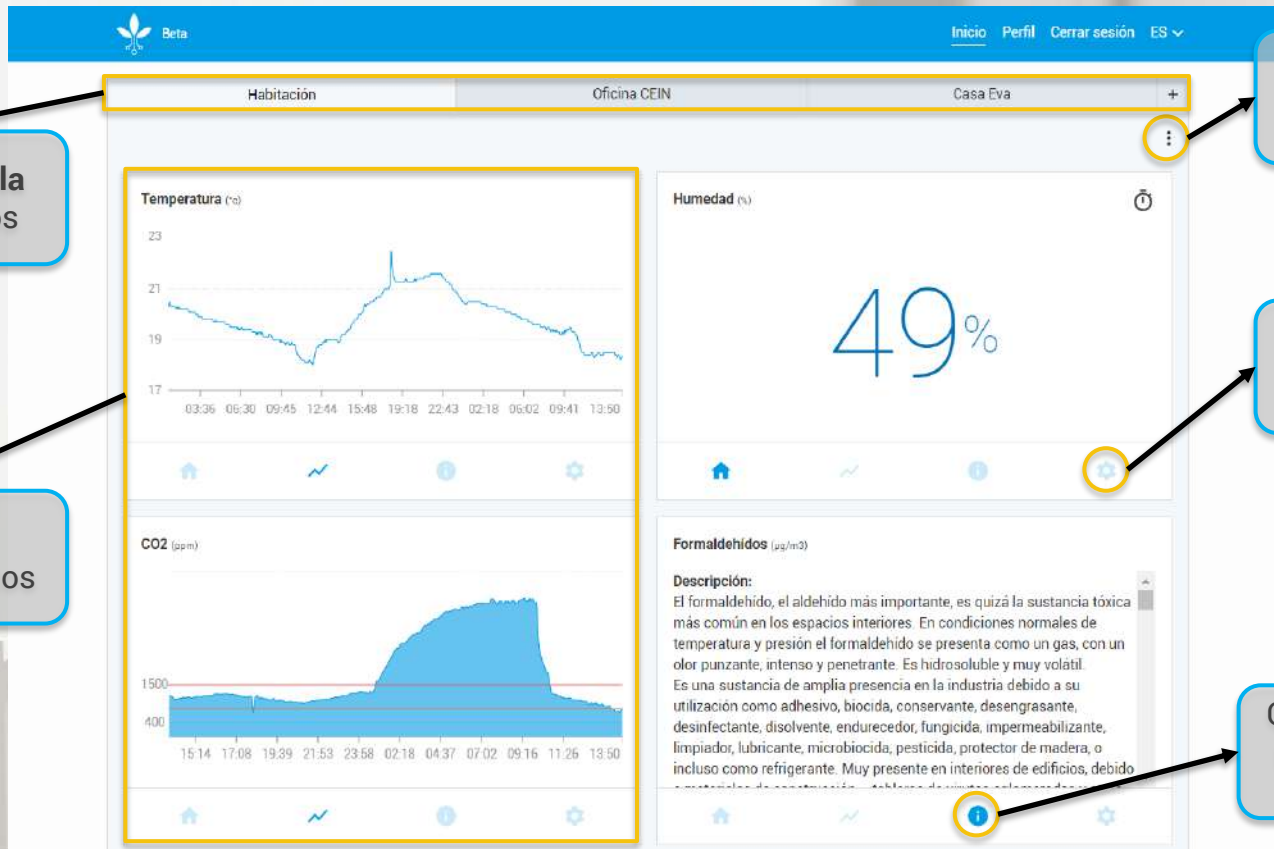 Beta
Inicio Perfil Cerrar sesión ES
Habitación Oficina CEIN Casa Eva +
la
os
Temperatura (°c)
23
21
19
17
03:36 06:30 09:45 12:44 15:48 19:18 22:43 02:18 06:02 09:41 13:50
Humedad (%)
49%
os
CO2 (ppm)
1500
400
15:14 17:08 19:39 21:53 23:58 02:18 04:37 07:02 09:16 11:26 13:50
Formaldehídos (µg/m3)
Descripción:
El formaldehído, el aldehído más importante, es quizá la sustancia tóxica
más común en los espacios interiores. En condiciones normales de
temperatura y presión el formaldehído se presenta como un gas, con un
olor punzante, intenso y penetrante. Es hidrosoluble y muy volátil.
Es una sustancia de amplia presencia en la industria debido a su
utilización como adhesivo, biocida, conservante, desengrasante,
desinfectante, disolvente, endurecedor, fungicida, impermeabilizante,
limpiador, lubricante, microbiocida, pesticida, protector de madera, o
incluso como refrigerante. Muy presente en interiores de edificios, debido